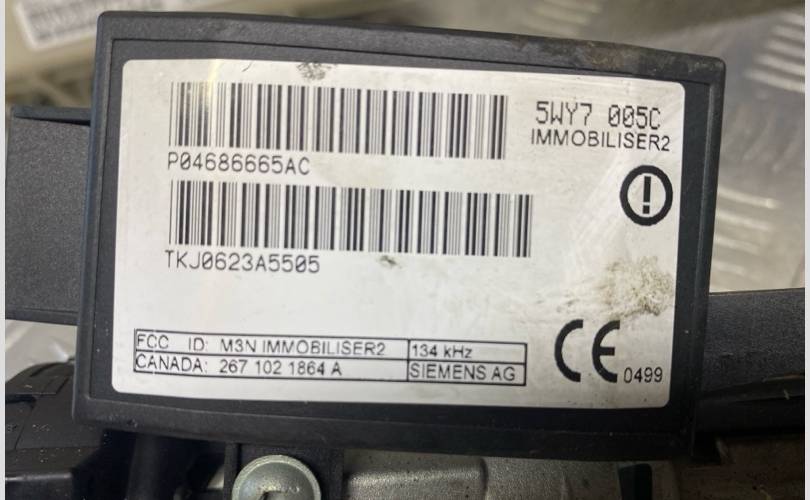 5WY7 005C
IMMOBILISER2
P04686665AC
TKJ0623A5505
FCC ID: M3N IMMOBILISER2 134 kHz
CANADA: 267 102 1864 A SIEMENS AG
CE 0499